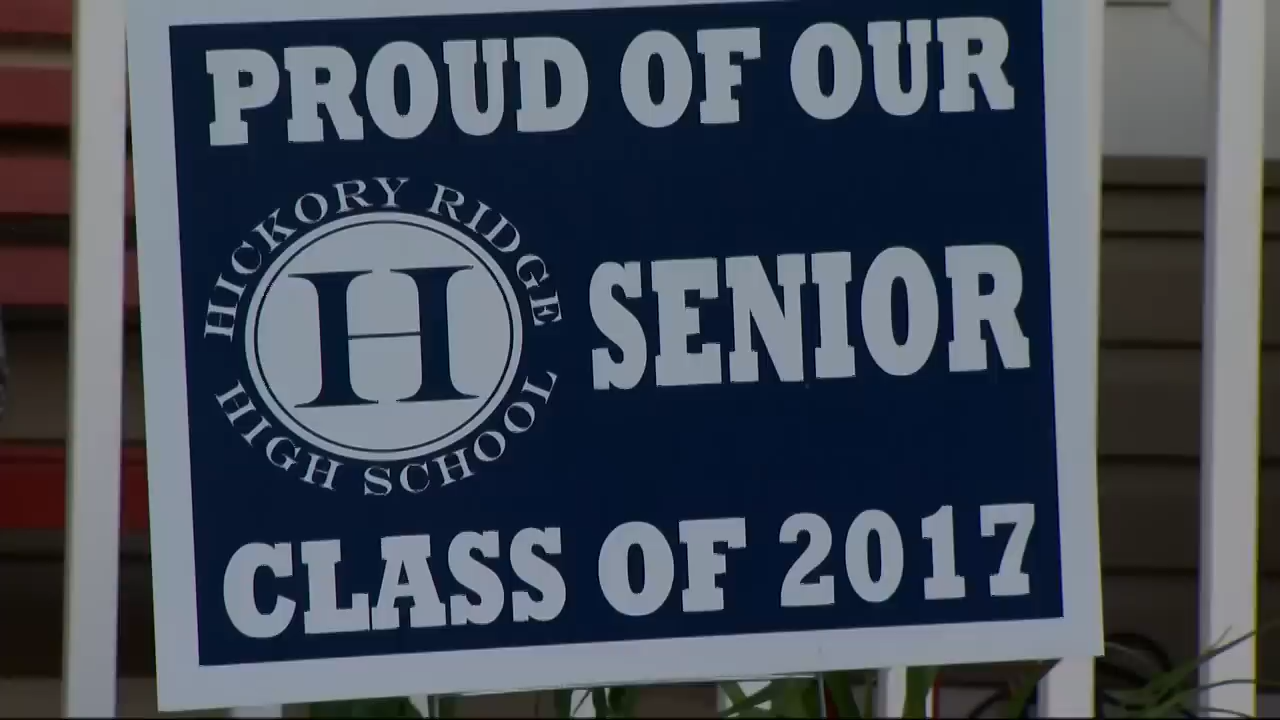 PROUD OF OUR
HICKORY RIDGE
H
HIGH SCHOOL
SENIOR
CLASS OF 2017